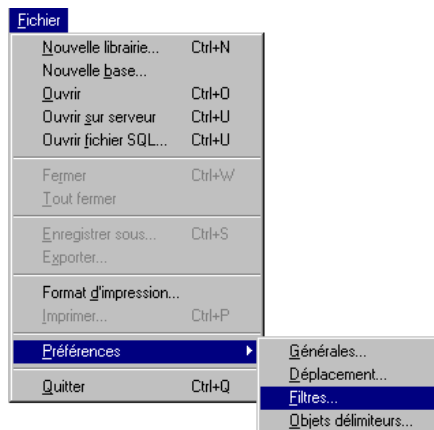 Fichier
Nouvelle librairie... Ctrl+N
Nouvelle base...
Ouvrir Ctrl+O
Ouvrir sur serveur Ctrl+U
Ouvrir fichier SQL... Ctrl+U
Fermer Ctrl+W
Tout fermer
Enregistrer sous... Ctrl+S
Exporter...
Format d'impression...
Imprimer... Ctrl+P
Préférences
Générales...
Déplacement...
Filtres...
Objets délimiteurs...
Quitter Ctrl+Q